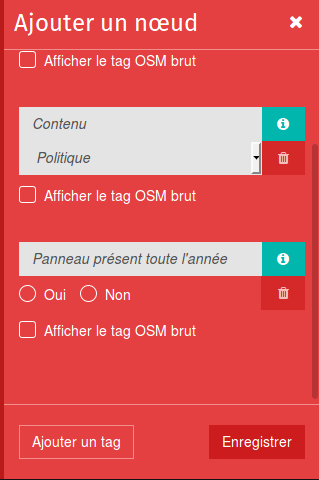 Ajouter un nœud
Afficher le tag OSM brut
Contenu
Politique
Afficher le tag OSM brut
Panneau présent toute l'année
Oui Non
Afficher le tag OSM brut
Ajouter un tag Enregistrer